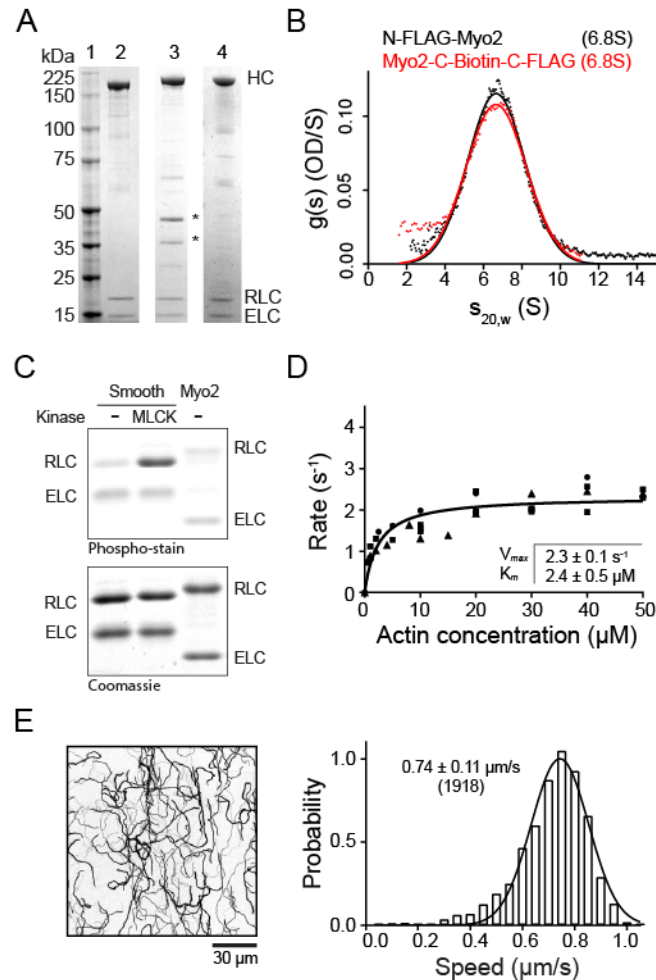 A
kDa 1 2 3 4
225
150
100
75
50
35
25
15
HC
*
*
RLC
ELC
B
N-FLAG-Myo2 (6.8S)
Myo2-C-Biotin-C-FLAG (6.8S)
g(s) (OD/S)
0.10
0.05
0.00
0 2 4 6 8 10 12 14
s20,w (S)
C
Smooth Myo2
Kinase – MLCK –
RLC
RLC
ELC
ELC
Phospho-stain
RLC
RLC
ELC
ELC
Coomassie
D
Rate (s⁻¹)
4
3
2
1
0
Vmax 2.3 ± 0.1 s⁻¹
Km 2.4 ± 0.5 µM
0 10 20 30 40 50
Actin concentration (µM)
E
30 µm
Probability
1.0
0.5
0.0
0.74 ± 0.11 µm/s
(1918)
0.0 0.2 0.4 0.6 0.8 1.0
Speed (µm/s)